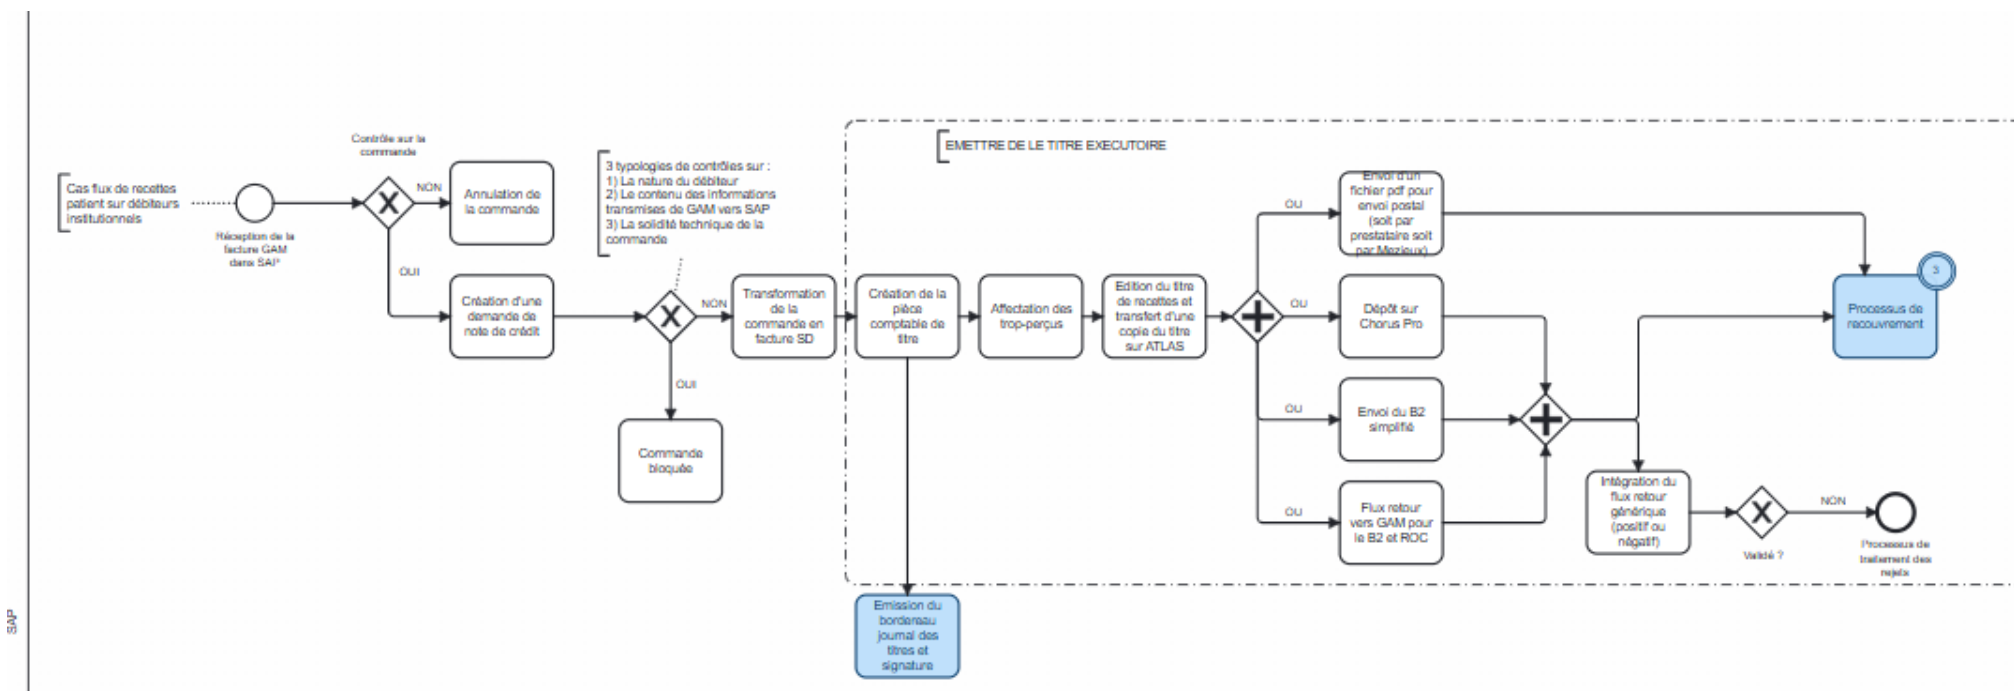 Cas flux de recettes
patient sur débiteurs
institutionnels
Réception de la
facture GAM
dans SAP
Contrôle sur la
commande
NON
Annulation de
la commande
OUI
Création d'une
demande de
note de crédit
3 typologies de contrôles sur :
1) La nature du débiteur
2) Le contenu des informations
transmises de GAM vers SAP
3) La solidité technique de la
commande
NON
OUI
Commande
bloquée
Transformation
de la
commande en
facture SD
EMETTRE DE LE TITRE EXECUTOIRE
Création de la
pièce
comptable de
titre
Emission du
bordereau
journal des
titres et
signature
Affectation des
trop-perçus
Edition du titre
de recettes et
transfert d'une
copie du titre
sur ATLAS
OU
Envoi d'un
fichier pdf pour
envoi postal
(soit par
prestataire soit
par Mezieux)
OU
Dépôt sur
Chorus Pro
OU
Envoi du B2
simplifié
OU
Flux retour
vers GAM pour
le B2 et ROC
Intégration du
flux retour
générique
(positif ou
négatif)
Validé ?
NON
Processus de
traitement des
rejets
3
Processus de
recouvrement
SAP